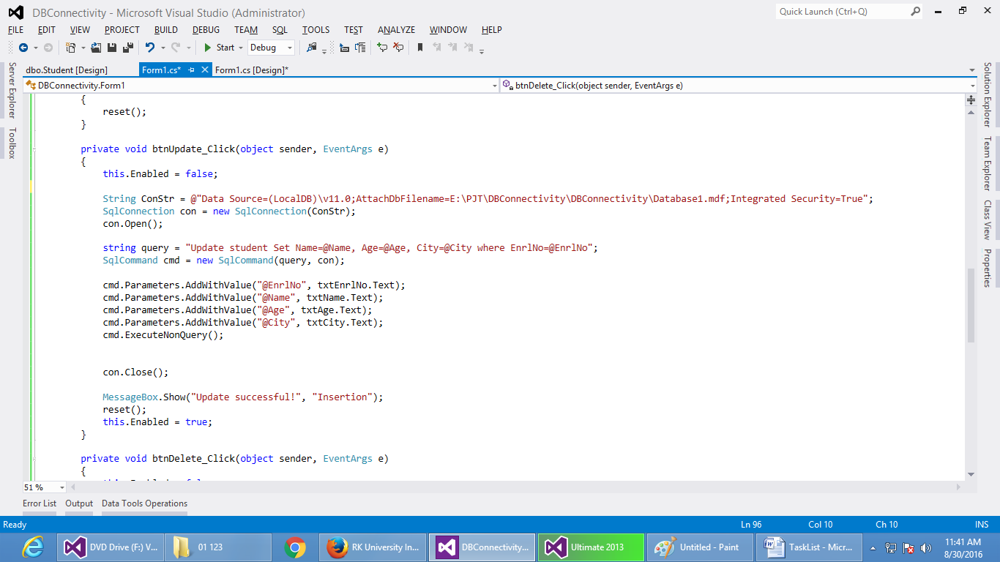 DBConnectivity - Microsoft Visual Studio (Administrator)
Quick Launch (Ctrl+Q)
FILE EDIT VIEW PROJECT BUILD DEBUG TEAM SQL TOOLS TEST ANALYZE WINDOW HELP
Start Debug
Server Explorer
Toolbox
dbo.Student [Design] Form1.cs* Form1.cs [Design]*
DBConnectivity.Form1 btnDelete_Click(object sender, EventArgs e)
{
reset();
}
private void btnUpdate_Click(object sender, EventArgs e)
{
this.Enabled = false;
String ConStr = @"Data Source=(LocalDB)\v11.0;AttachDbFilename=E:\PJT\DBConnectivity\DBConnectivity\Database1.mdf;Integrated Security=True";
SqlConnection con = new SqlConnection(ConStr);
con.Open();
string query = "Update student Set Name=@Name, Age=@Age, City=@City where EnrlNo=@EnrlNo";
SqlCommand cmd = new SqlCommand(query, con);
cmd.Parameters.AddWithValue("@EnrlNo", txtEnrlNo.Text);
cmd.Parameters.AddWithValue("@Name", txtName.Text);
cmd.Parameters.AddWithValue("@Age", txtAge.Text);
cmd.Parameters.AddWithValue("@City", txtCity.Text);
cmd.ExecuteNonQuery();
con.Close();
MessageBox.Show("Update successful!", "Insertion");
reset();
this.Enabled = true;
}
private void btnDelete_Click(object sender, EventArgs e)
{
Solution Explorer
Team Explorer
Class View
Properties
51 %
Error List Output Data Tools Operations
Ready Ln 96 Col 10 Ch 10 INS
DVD Drive (F:) V... 01 123 RK University In... DBConnectivity... Ultimate 2013 Untitled - Paint TaskList - Micr...
11:41 AM
8/30/2016